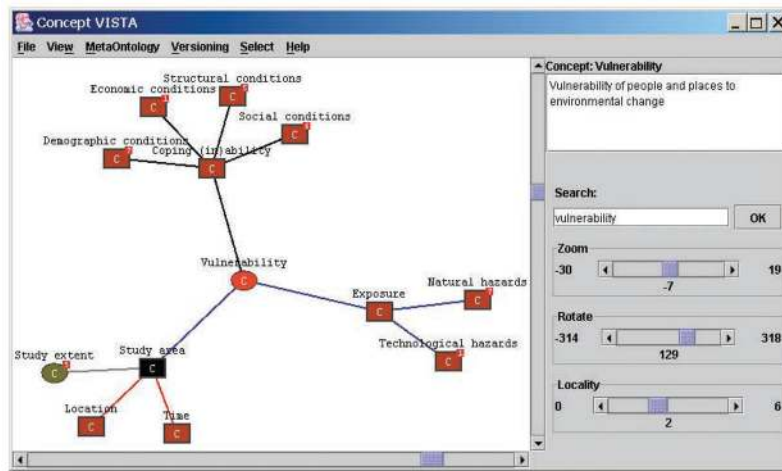 Concept VISTA
File View MetaOntology Versioning Select Help
Structural conditions
Economic conditions
Social conditions
Demographic conditions
Coping (in)ability
Vulnerability
Natural hazards
Exposure
Technological hazards
Study extent
Study area
Location
Time
C
C
C
C
C
C
C
C
C
C
C
C
C
Concept: Vulnerability
Vulnerability of people and places to
environmental change
Search:
vulnerability OK
Zoom
-30 19
-7
Rotate
-314 318
129
Locality
0 6
2